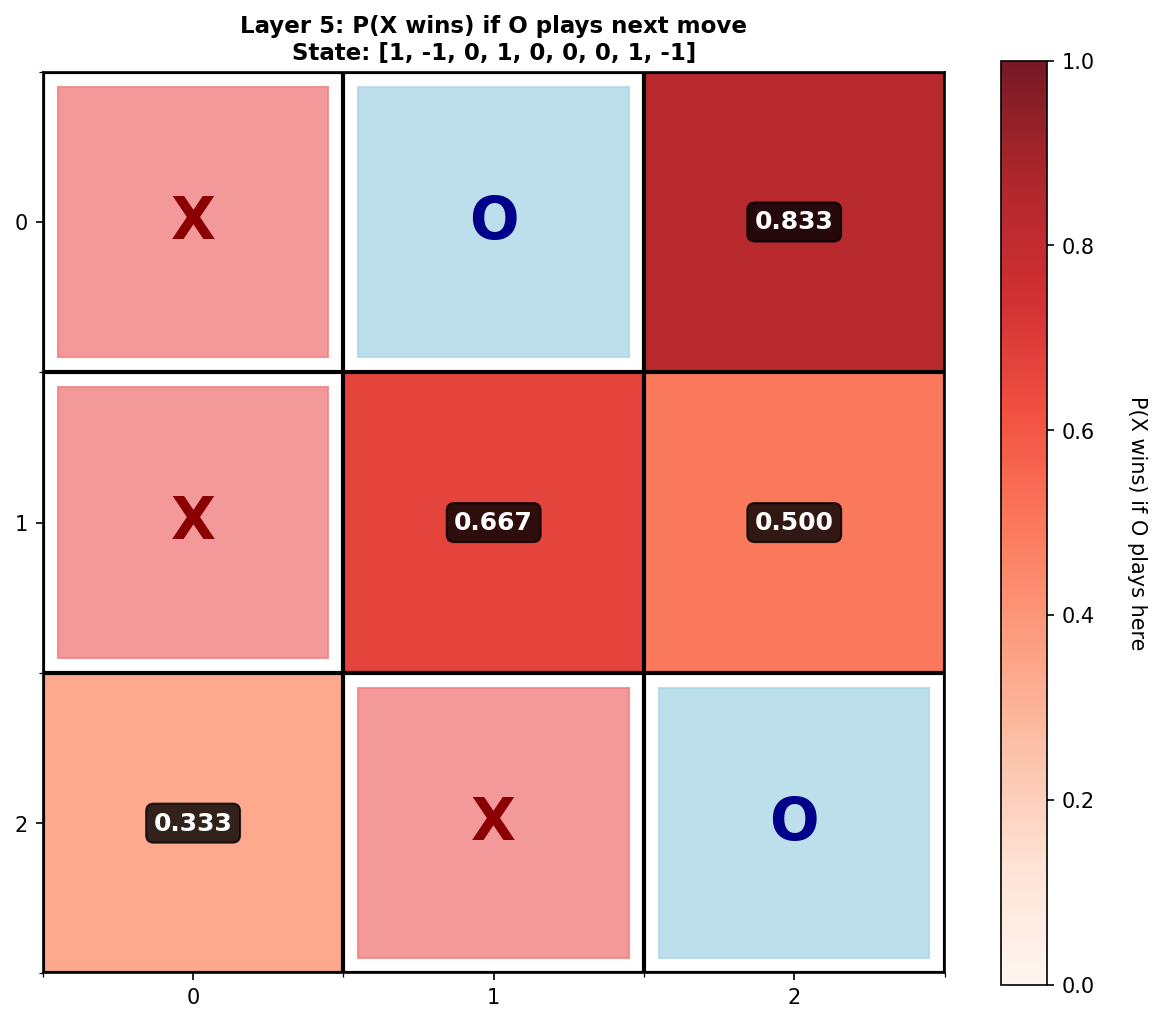 Layer 5: P(X wins) if O plays next move
State: [1, -1, 0, 1, 0, 0, 0, 1, -1]
1.0
0 X O 0.833
0.8
P(X wins) if O plays here
0.6
1 X 0.667 0.500
0.4
0.2
2 0.333 X O
0.0
0 1 2